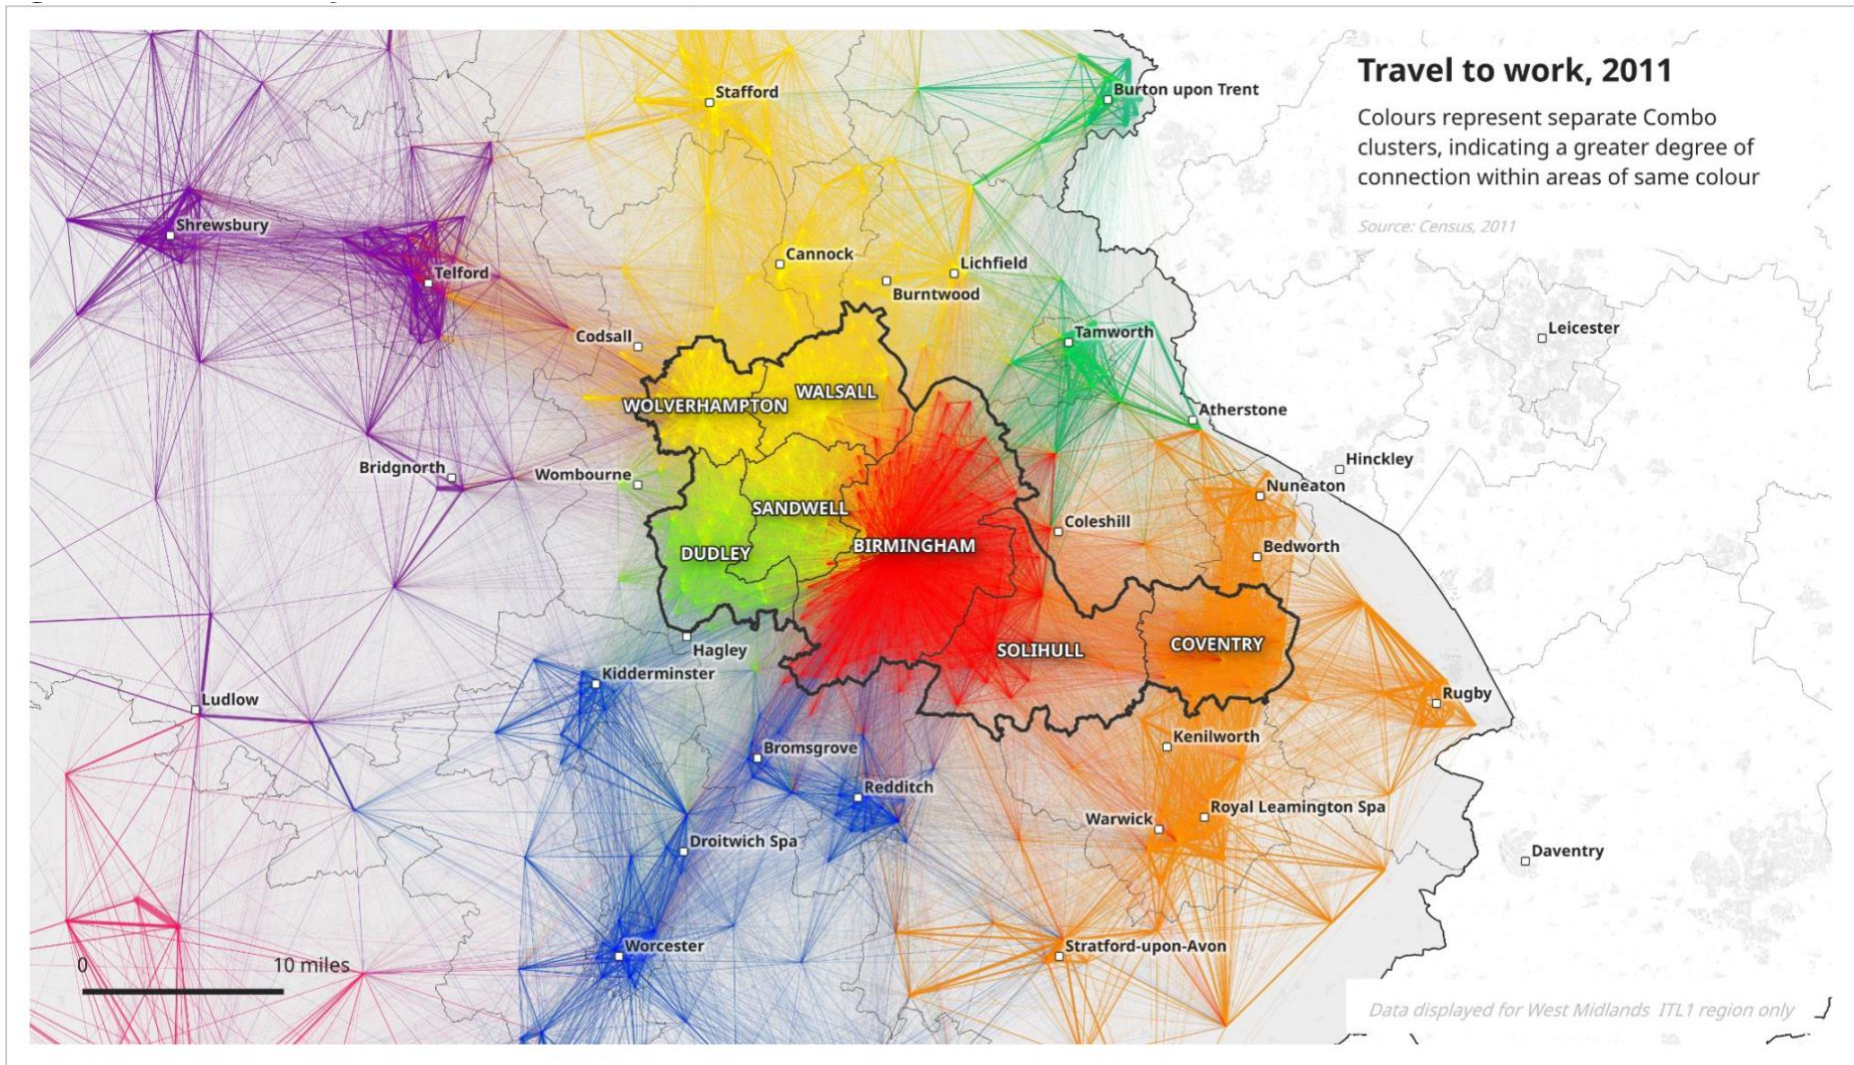 Travel to work, 2011
Colours represent separate Combo
clusters, indicating a greater degree of
connection within areas of same colour
Source: Census, 2011
Stafford
Burton upon Trent
Shrewsbury
Telford
Cannock
Lichfield
Burntwood
Codsall
Tamworth
Leicester
WOLVERHAMPTON
WALSALL
Atherstone
Bridgnorth
Wombourne
Hinckley
Nuneaton
SANDWELL
Coleshill
DUDLEY
BIRMINGHAM
Bedworth
Hagley
SOLIHULL
COVENTRY
Kidderminster
Ludlow
Rugby
Bromsgrove
Kenilworth
Redditch
Warwick
Royal Leamington Spa
Droitwich Spa
Daventry
Worcester
Stratford-upon-Avon
0
10 miles
Data displayed for West Midlands ITL1 region only